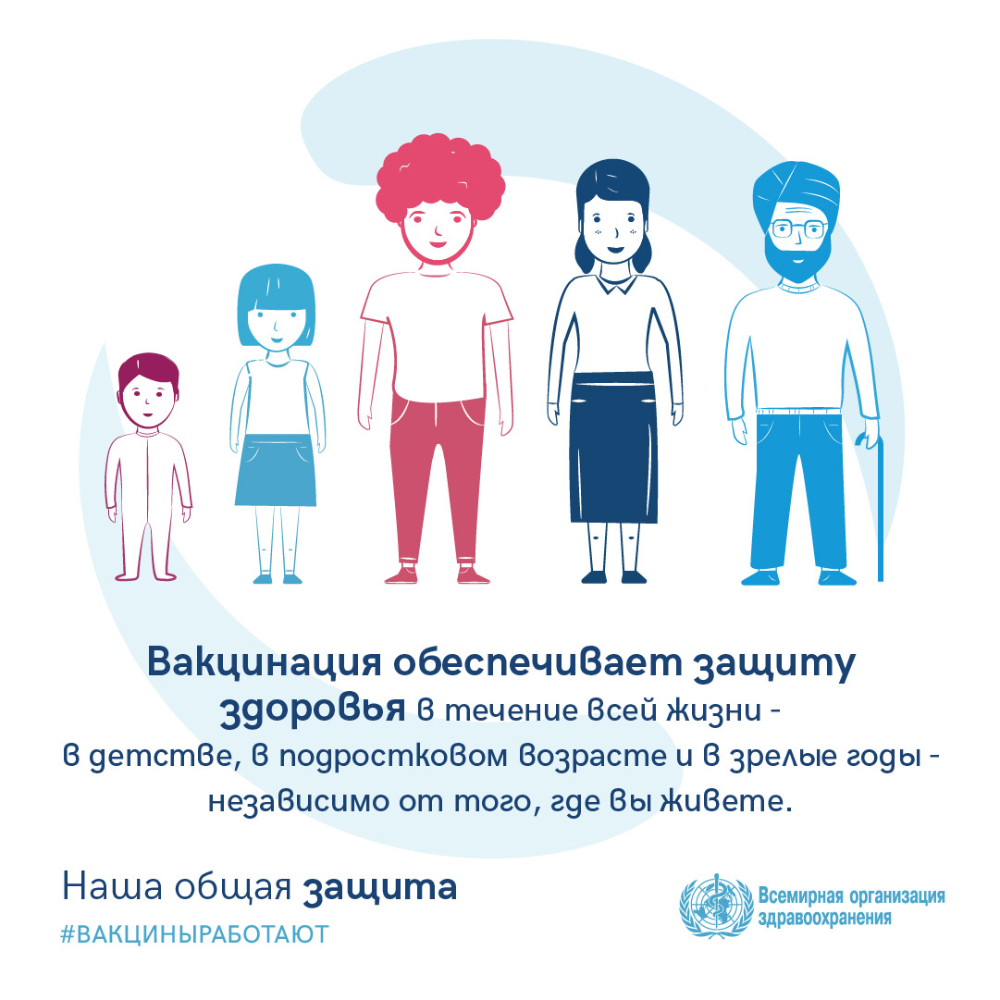 Вакцинация обеспечивает защиту
здоровья в течение всей жизни -
в детстве, в подростковом возрасте и в зрелые годы -
независимо от того, где вы живете.
Наша общая защита
#ВАКЦИНЫРАБОТАЮТ
Всемирная организация
здравоохранения